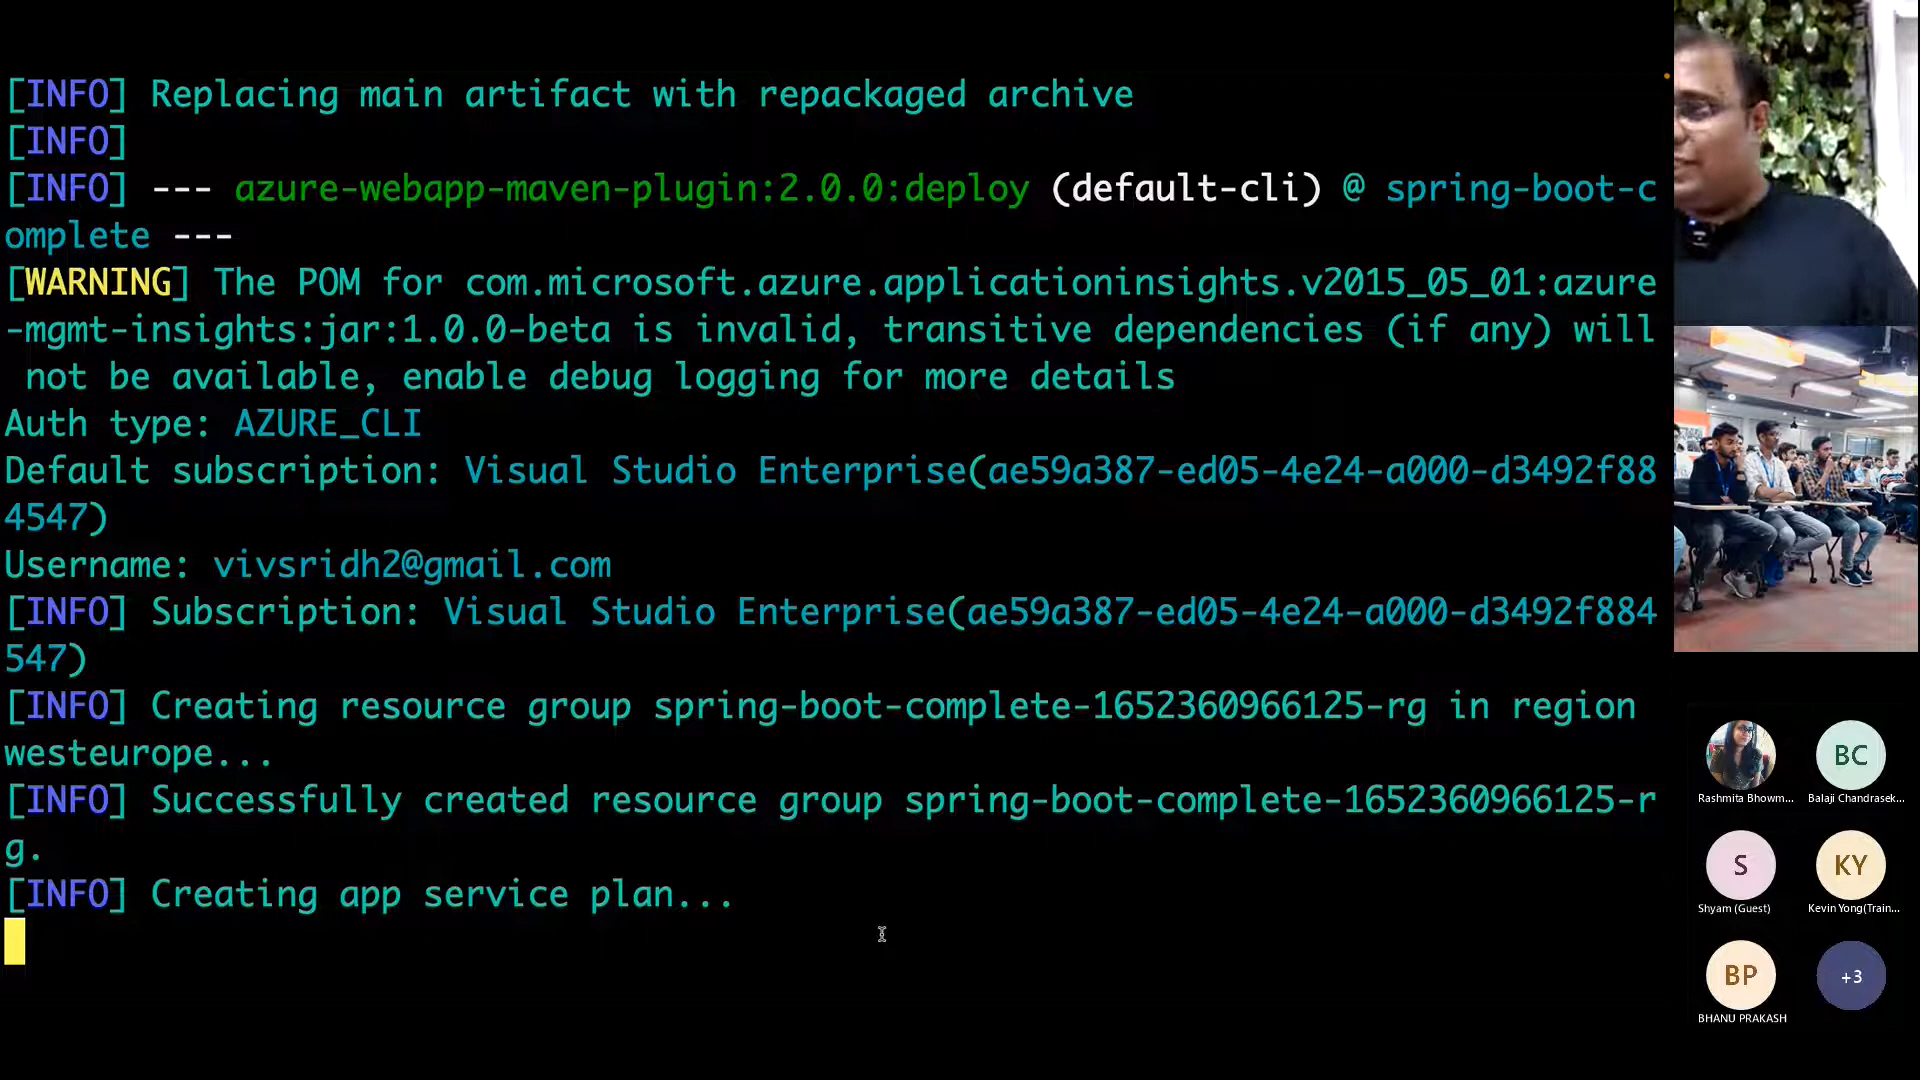 [INFO] Replacing main artifact with repackaged archive
[INFO]
[INFO] --- azure-webapp-maven-plugin:2.0.0:deploy (default-cli) @ spring-boot-c
omplete ---
[WARNING] The POM for com.microsoft.azure.applicationinsights.v2015_05_01:azure
-mgmt-insights:jar:1.0.0-beta is invalid, transitive dependencies (if any) will
 not be available, enable debug logging for more details
Auth type: AZURE_CLI
Default subscription: Visual Studio Enterprise(ae59a387-ed05-4e24-a000-d3492f88
4547)
Username: vivsridh2@gmail.com
[INFO] Subscription: Visual Studio Enterprise(ae59a387-ed05-4e24-a000-d3492f884
547)
[INFO] Creating resource group spring-boot-complete-1652360966125-rg in region
westeurope...
[INFO] Successfully created resource group spring-boot-complete-1652360966125-r
g.
[INFO] Creating app service plan...
BC
Rashmita Bhowm... Balaji Chandrasek...
S KY
Shyam (Guest) Kevin Yong(Train...
BP +3
BHANU PRAKASH